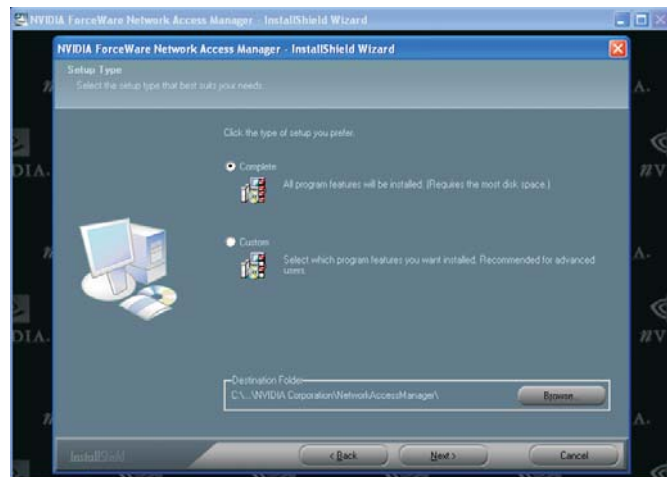 NVIDIA ForceWare Network Access Manager - InstallShield Wizard
NVIDIA ForceWare Network Access Manager - InstallShield Wizard
Setup Type
Select the setup type that best suits your needs.
Click the type of setup you prefer.
Complete
All program features will be installed. (Requires the most disk space.)
Custom
Select which program features you want installed. Recommended for advanced
users.
Destination Folder
C:\...\NVIDIA Corporation\NetworkAccessManager\
Browse...
InstallShield
< Back
Next >
Cancel